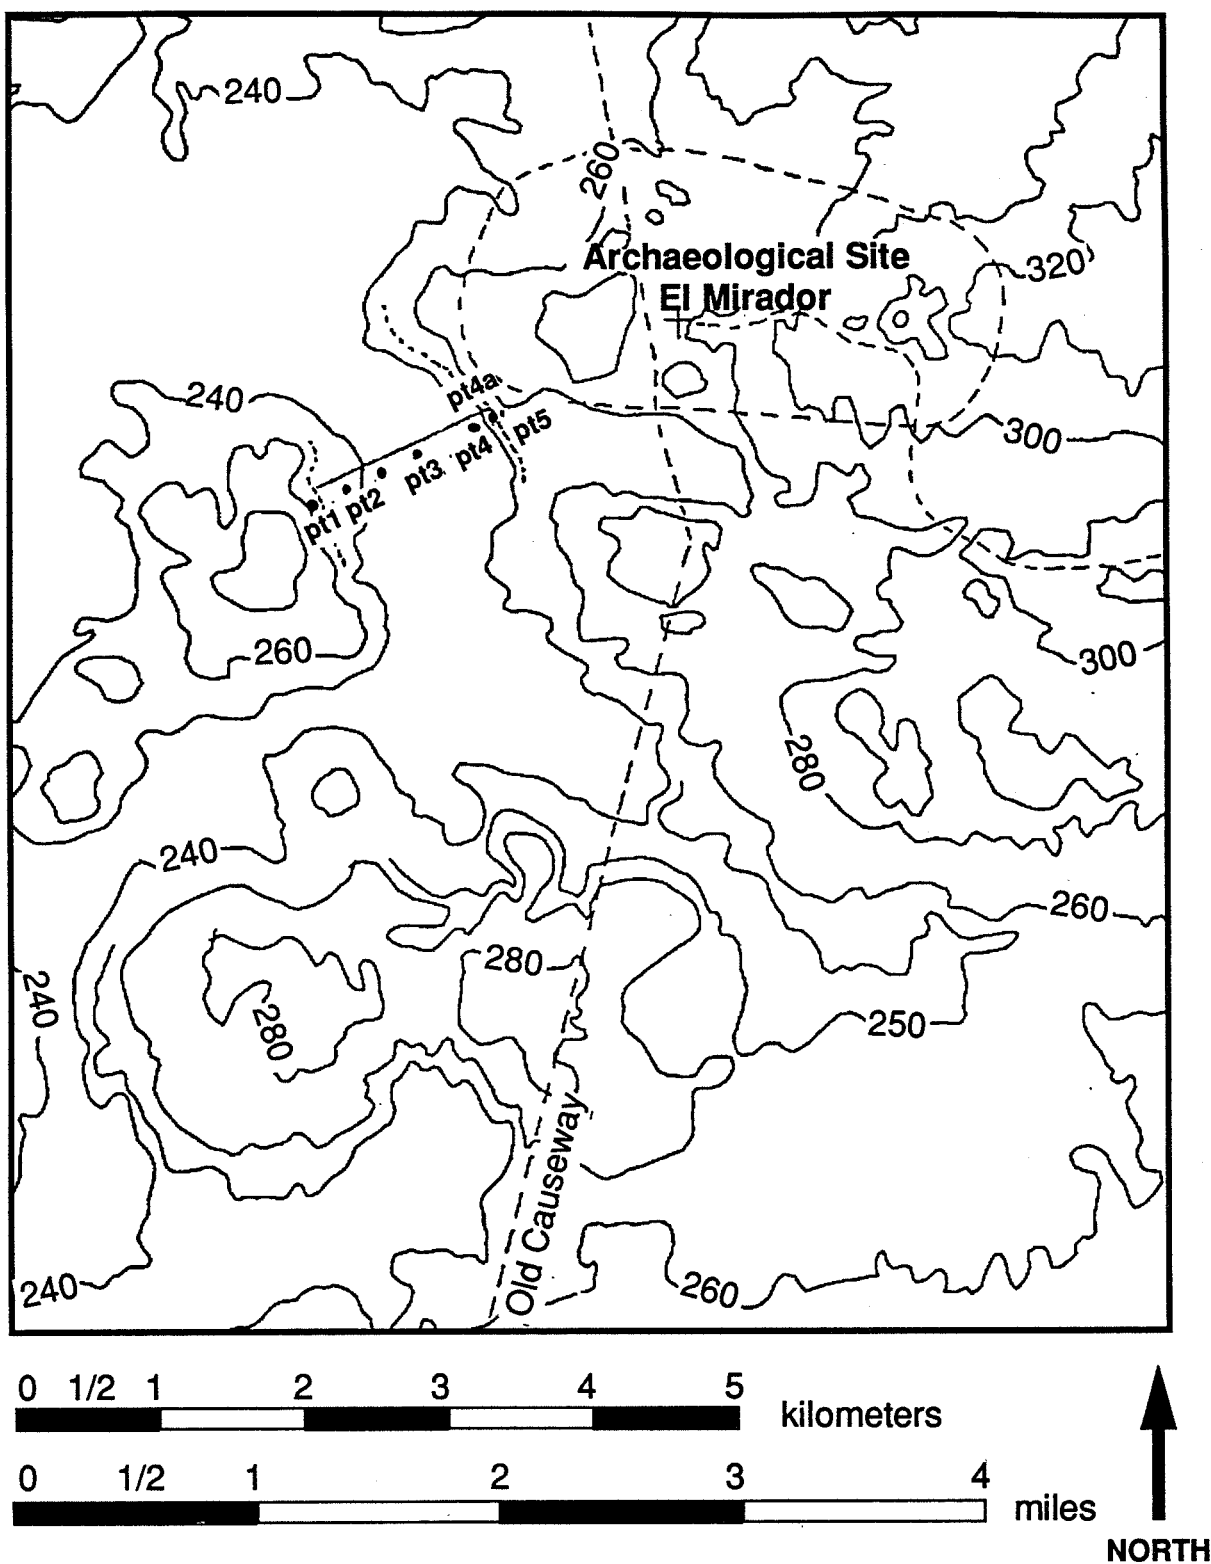 240
260
Archaeological Site
El Mirador
320
pt4a
240
pt5
300
pt4
pt3
pt2
pt1
260
300
280
240
260
280
240
250
280
Old Causeway
240
260
0 1/2 1 2 3 4 5
kilometers
0 1/2 1 2 3 4
miles
NORTH